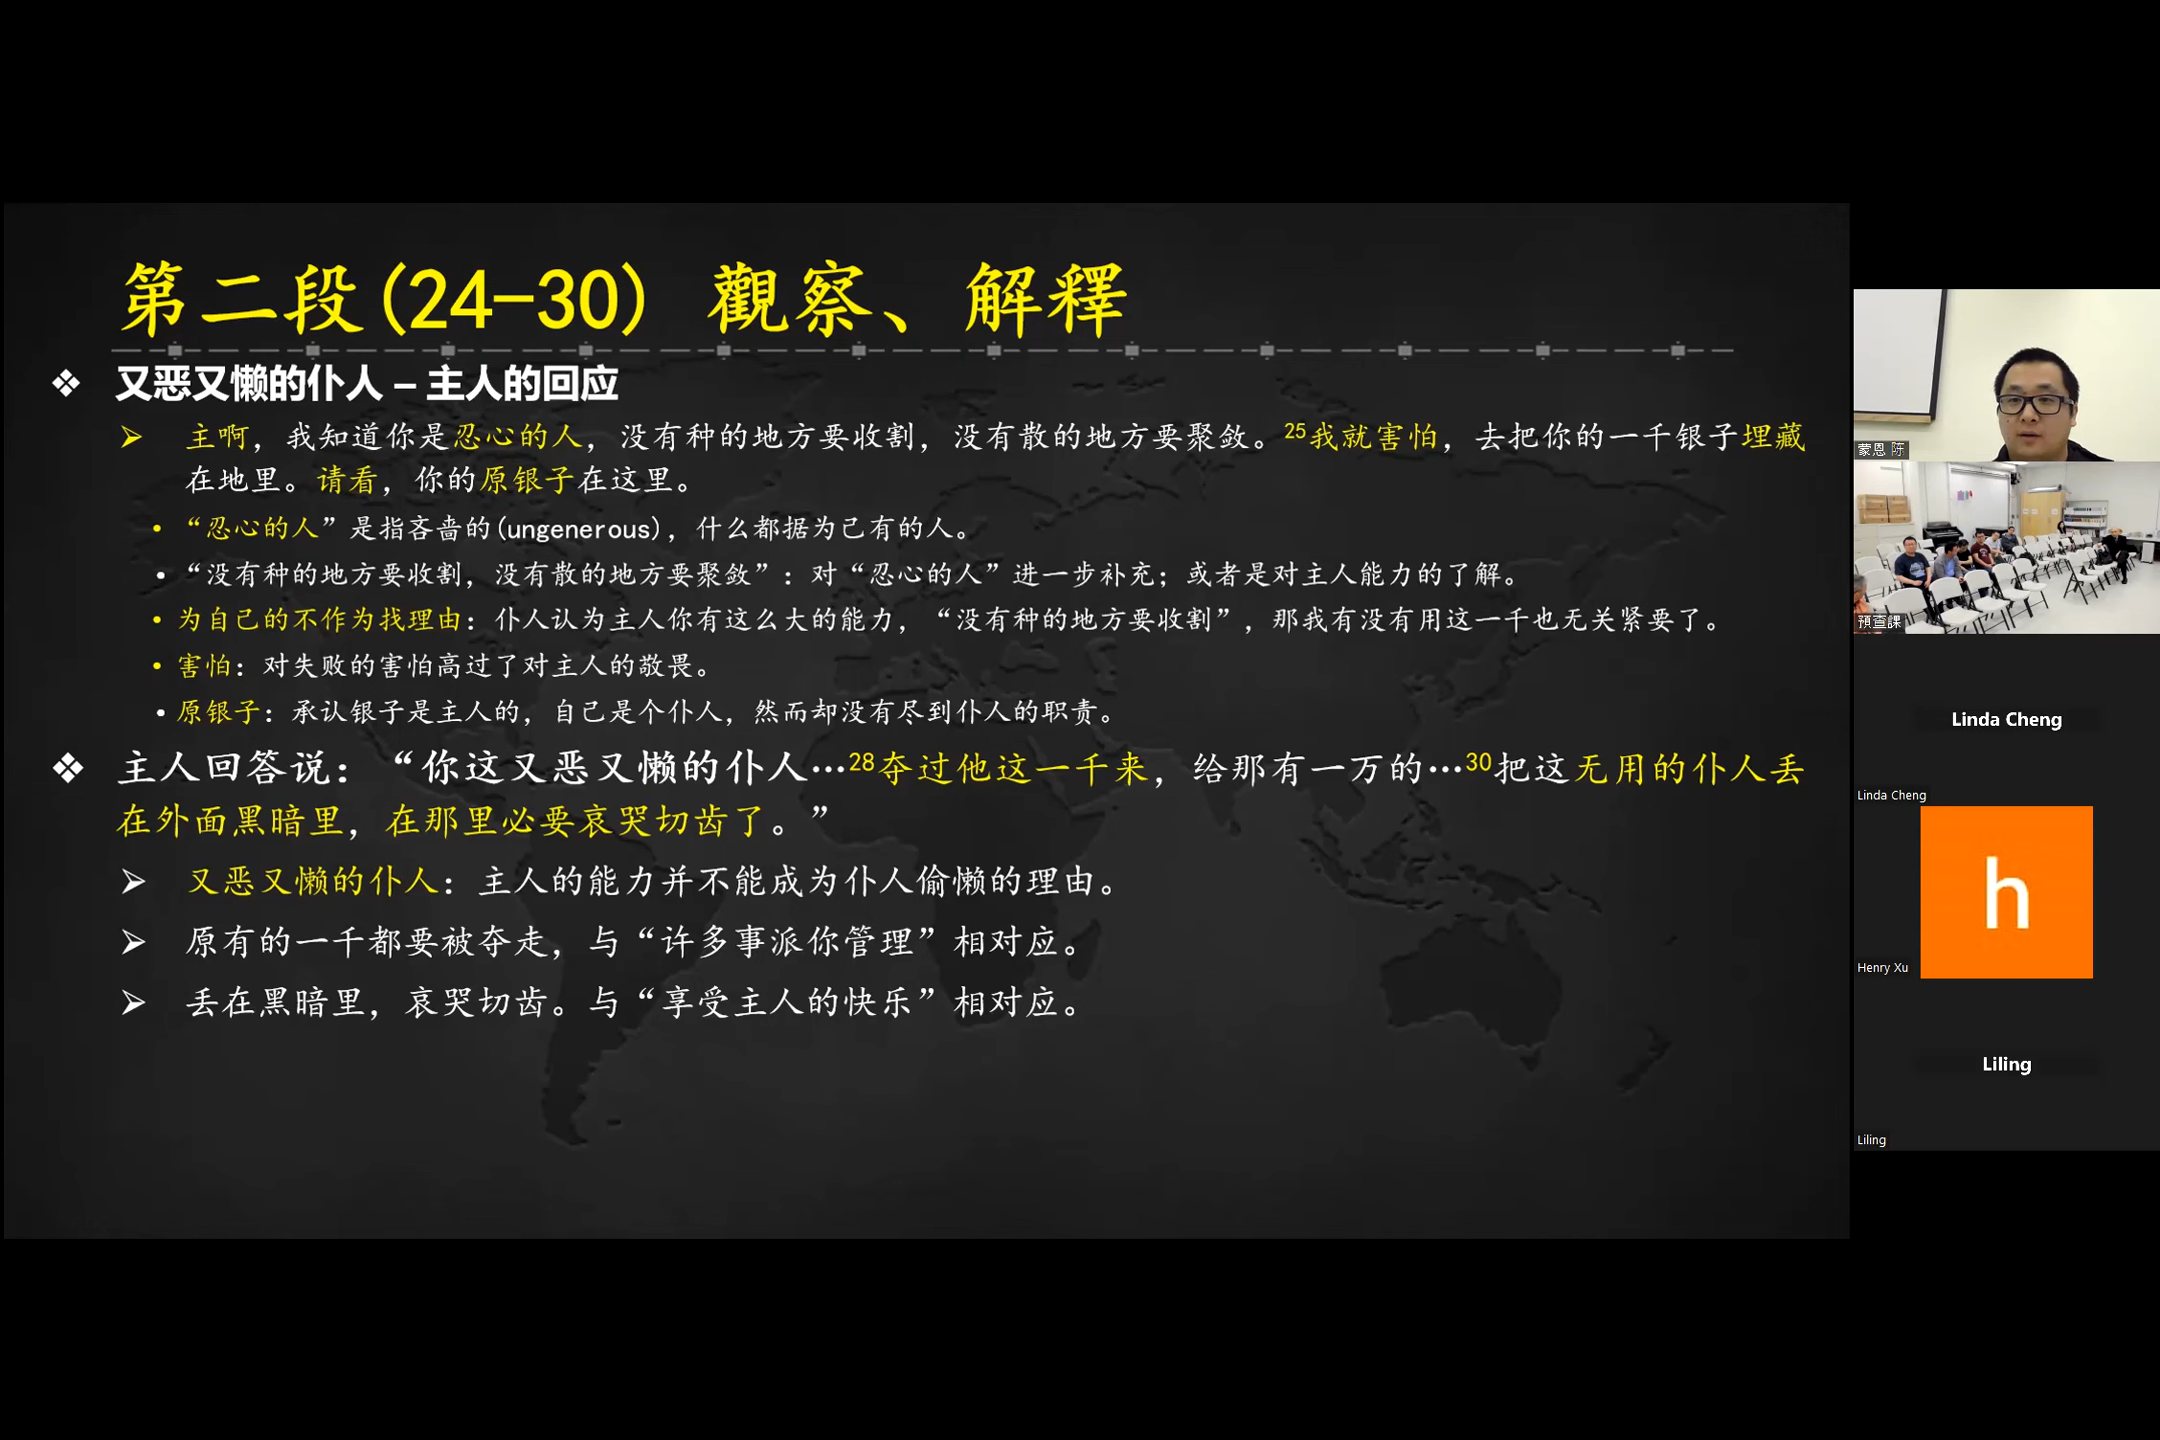 第二段(24-30) 觀察、解釋
❖ 又恶又懒的仆人 – 主人的回应
➢ 主啊，我知道你是忍心的人，没有种的地方要收割，没有散的地方要聚敛。25我就害怕，去把你的一千银子埋藏
在地里。请看，你的原银子在这里。
• “忍心的人”是指吝啬的(ungenerous)，什么都据为己有的人。
• “没有种的地方要收割，没有散的地方要聚敛”：对“忍心的人”进一步补充；或者是对主人能力的了解。
• 为自己的不作为找理由：仆人认为主人你有这么大的能力，“没有种的地方要收割”，那我有没有用这一千也无关紧要了。
• 害怕：对失败的害怕高过了对主人的敬畏。
• 原银子：承认银子是主人的，自己是个仆人，然而却没有尽到仆人的职责。
❖ 主人回答说：“你这又恶又懒的仆人…28夺过他这一千来，给那有一万的…30把这无用的仆人丢
在外面黑暗里，在那里必要哀哭切齿了。”
➢ 又恶又懒的仆人：主人的能力并不能成为仆人偷懒的理由。
➢ 原有的一千都要被夺走，与“许多事派你管理”相对应。
➢ 丢在黑暗里，哀哭切齿。与“享受主人的快乐”相对应。
蒙恩 陈
預查課
Linda Cheng
Linda Cheng
h
Henry Xu
Liling
Liling